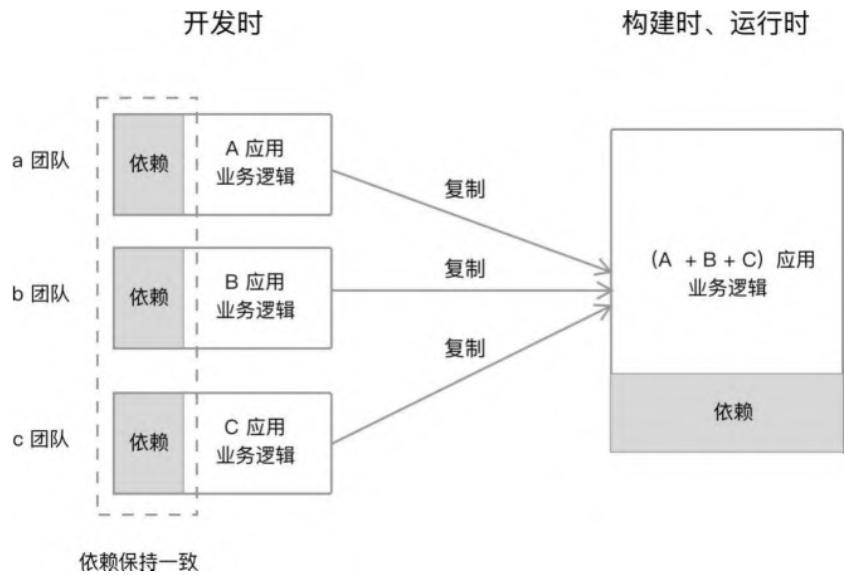 开发时
构建时、运行时
a 团队
依赖
A 应用
业务逻辑
复制
b 团队
依赖
B 应用
业务逻辑
复制
(A + B + C) 应用
业务逻辑
c 团队
依赖
C 应用
业务逻辑
复制
依赖
依赖保持一致